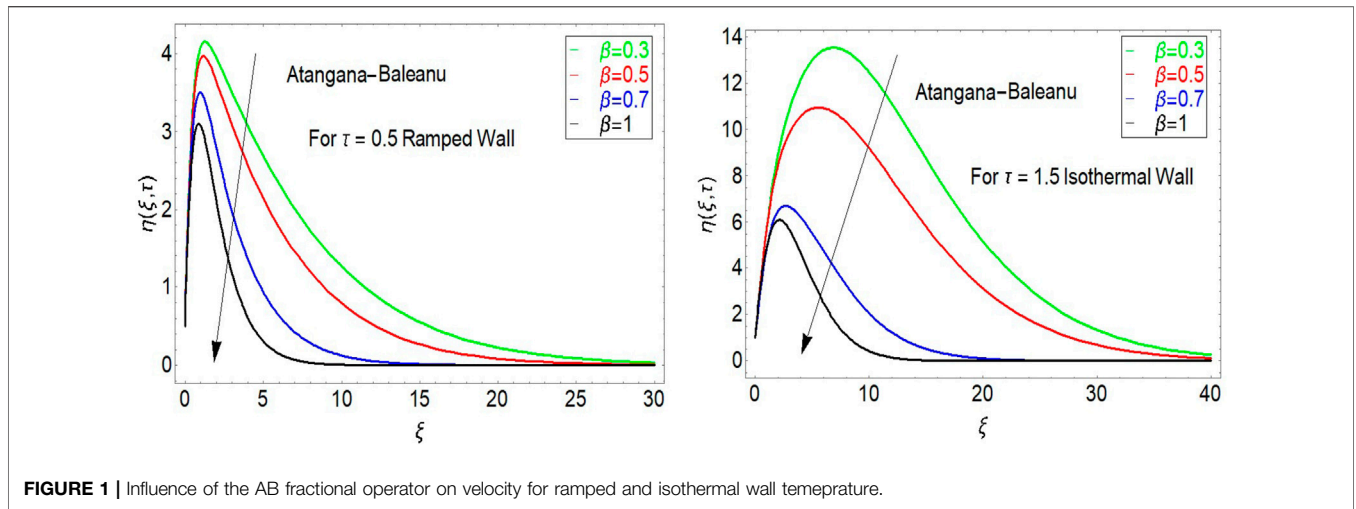 4
3
2
1
0
η(ξ,τ)
0 5 10 15 20 25 30
ξ
Atangana–Baleanu
For τ = 0.5 Ramped Wall
β=0.3
β=0.5
β=0.7
β=1
14
12
10
8
6
4
2
0
η(ξ,τ)
0 10 20 30 40
ξ
Atangana–Baleanu
For τ = 1.5 Isothermal Wall
β=0.3
β=0.5
β=0.7
β=1
FIGURE 1 | Influence of the AB fractional operator on velocity for ramped and isothermal wall temeprature.